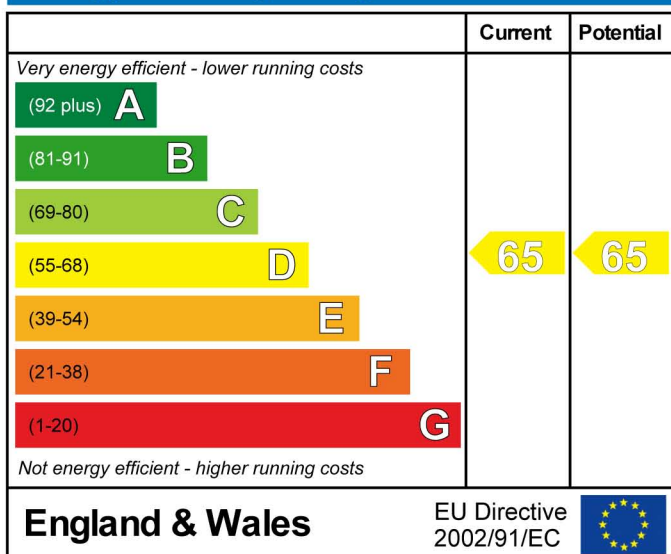 Current Potential
Very energy efficient - lower running costs
(92 plus) A
(81-91) B
(69-80) C
(55-68) D
65 65
(39-54) E
(21-38) F
(1-20) G
Not energy efficient - higher running costs
England & Wales
EU Directive
2002/91/EC